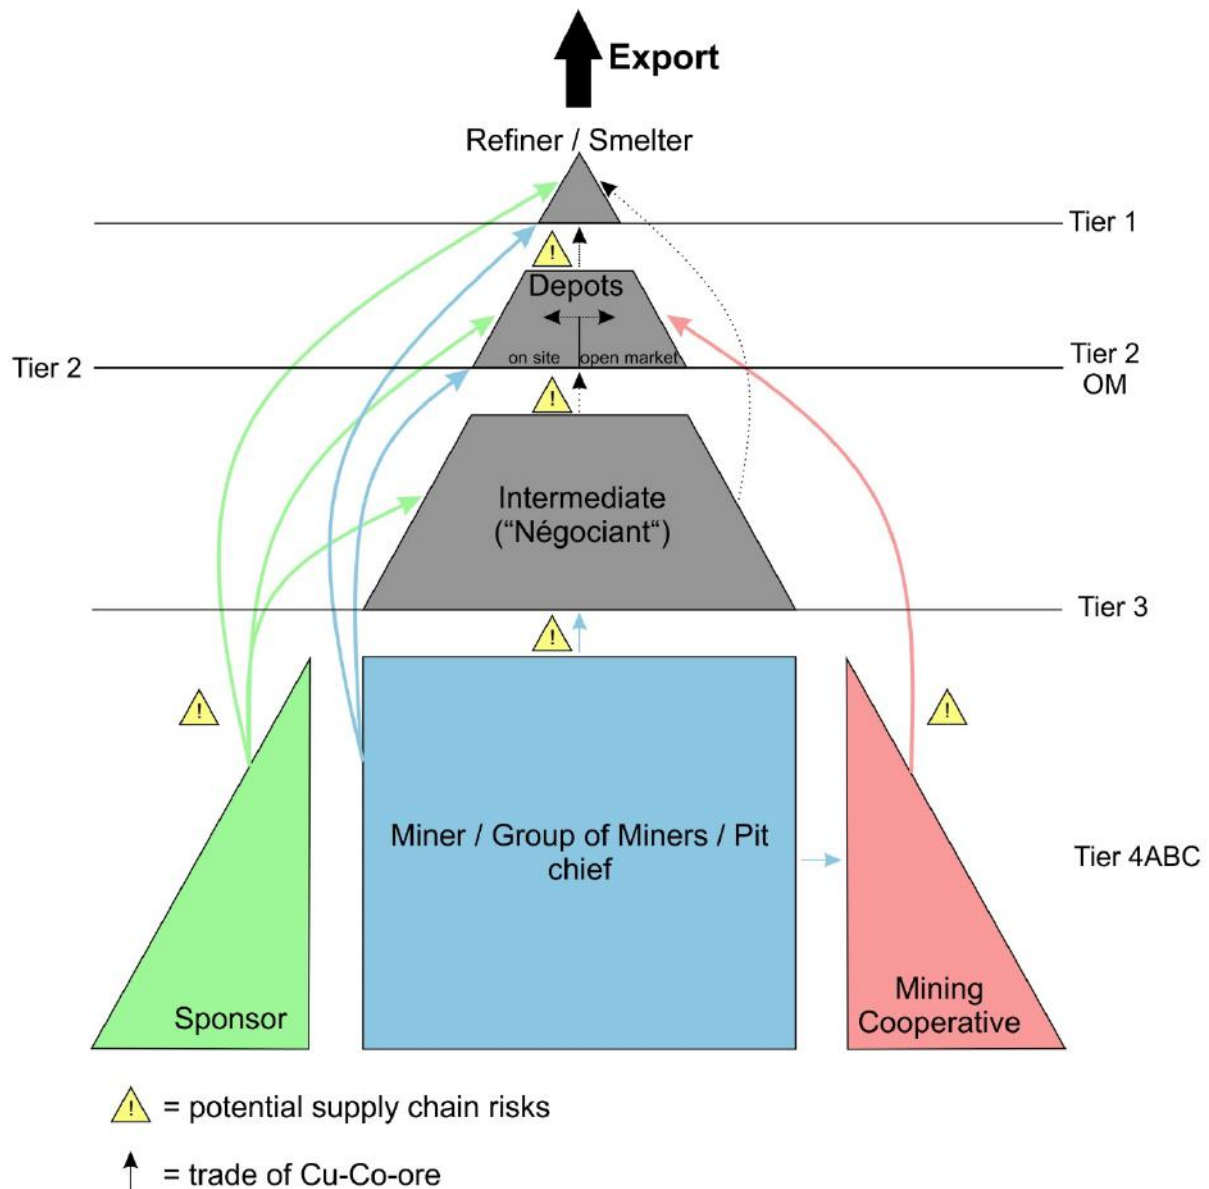 Export
Refiner / Smelter
Tier 1
!
Depots
on site
open market
Tier 2
Tier 2
OM
!
Intermediate
(“Négociant“)
Tier 3
!
!
!
Miner / Group of Miners / Pit
chief
Tier 4ABC
Sponsor
Mining
Cooperative
! = potential supply chain risks
= trade of Cu-Co-ore